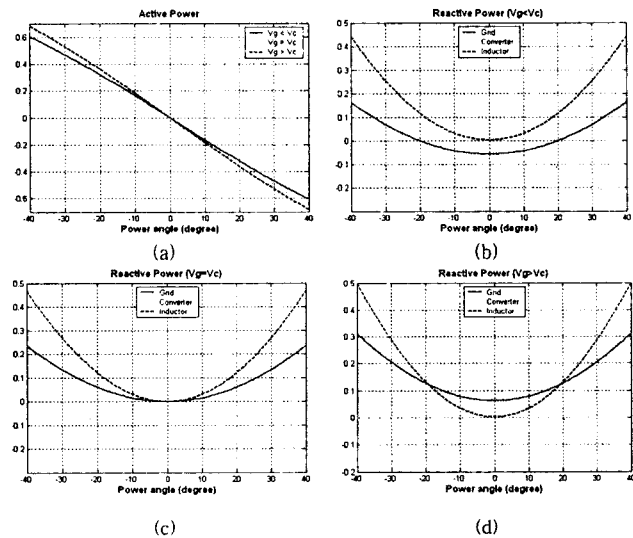 Active Power
Vg < Vc
Vg = Vc
Vg > Vc
0.6
0.4
0.2
0
0.2
0.4
0.6
-40 -30 -20 -10 0 10 20 30 40
Power angle (degree)
(a)
Reactive Power (Vg<Vc)
Grid
Converter
Inductor
0.5
0.4
0.3
0.2
0.1
0
-0.1
-0.2
-40 -30 -20 -10 0 10 20 30 40
Power angle (degree)
(b)
Reactive Power (Vg=Vc)
Grid
Converter
Inductor
0.5
0.4
0.3
0.2
0.1
0
-0.1
-0.2
-40 -30 -20 -10 0 10 20 30 40
Power angle (degree)
(c)
Reactive Power (Vg>Vc)
Grid
Converter
Inductor
0.5
0.4
0.3
0.2
0.1
0
-0.1
-0.2
-40 -30 -20 -10 0 10 20 30 40
Power angle (degree)
(d)